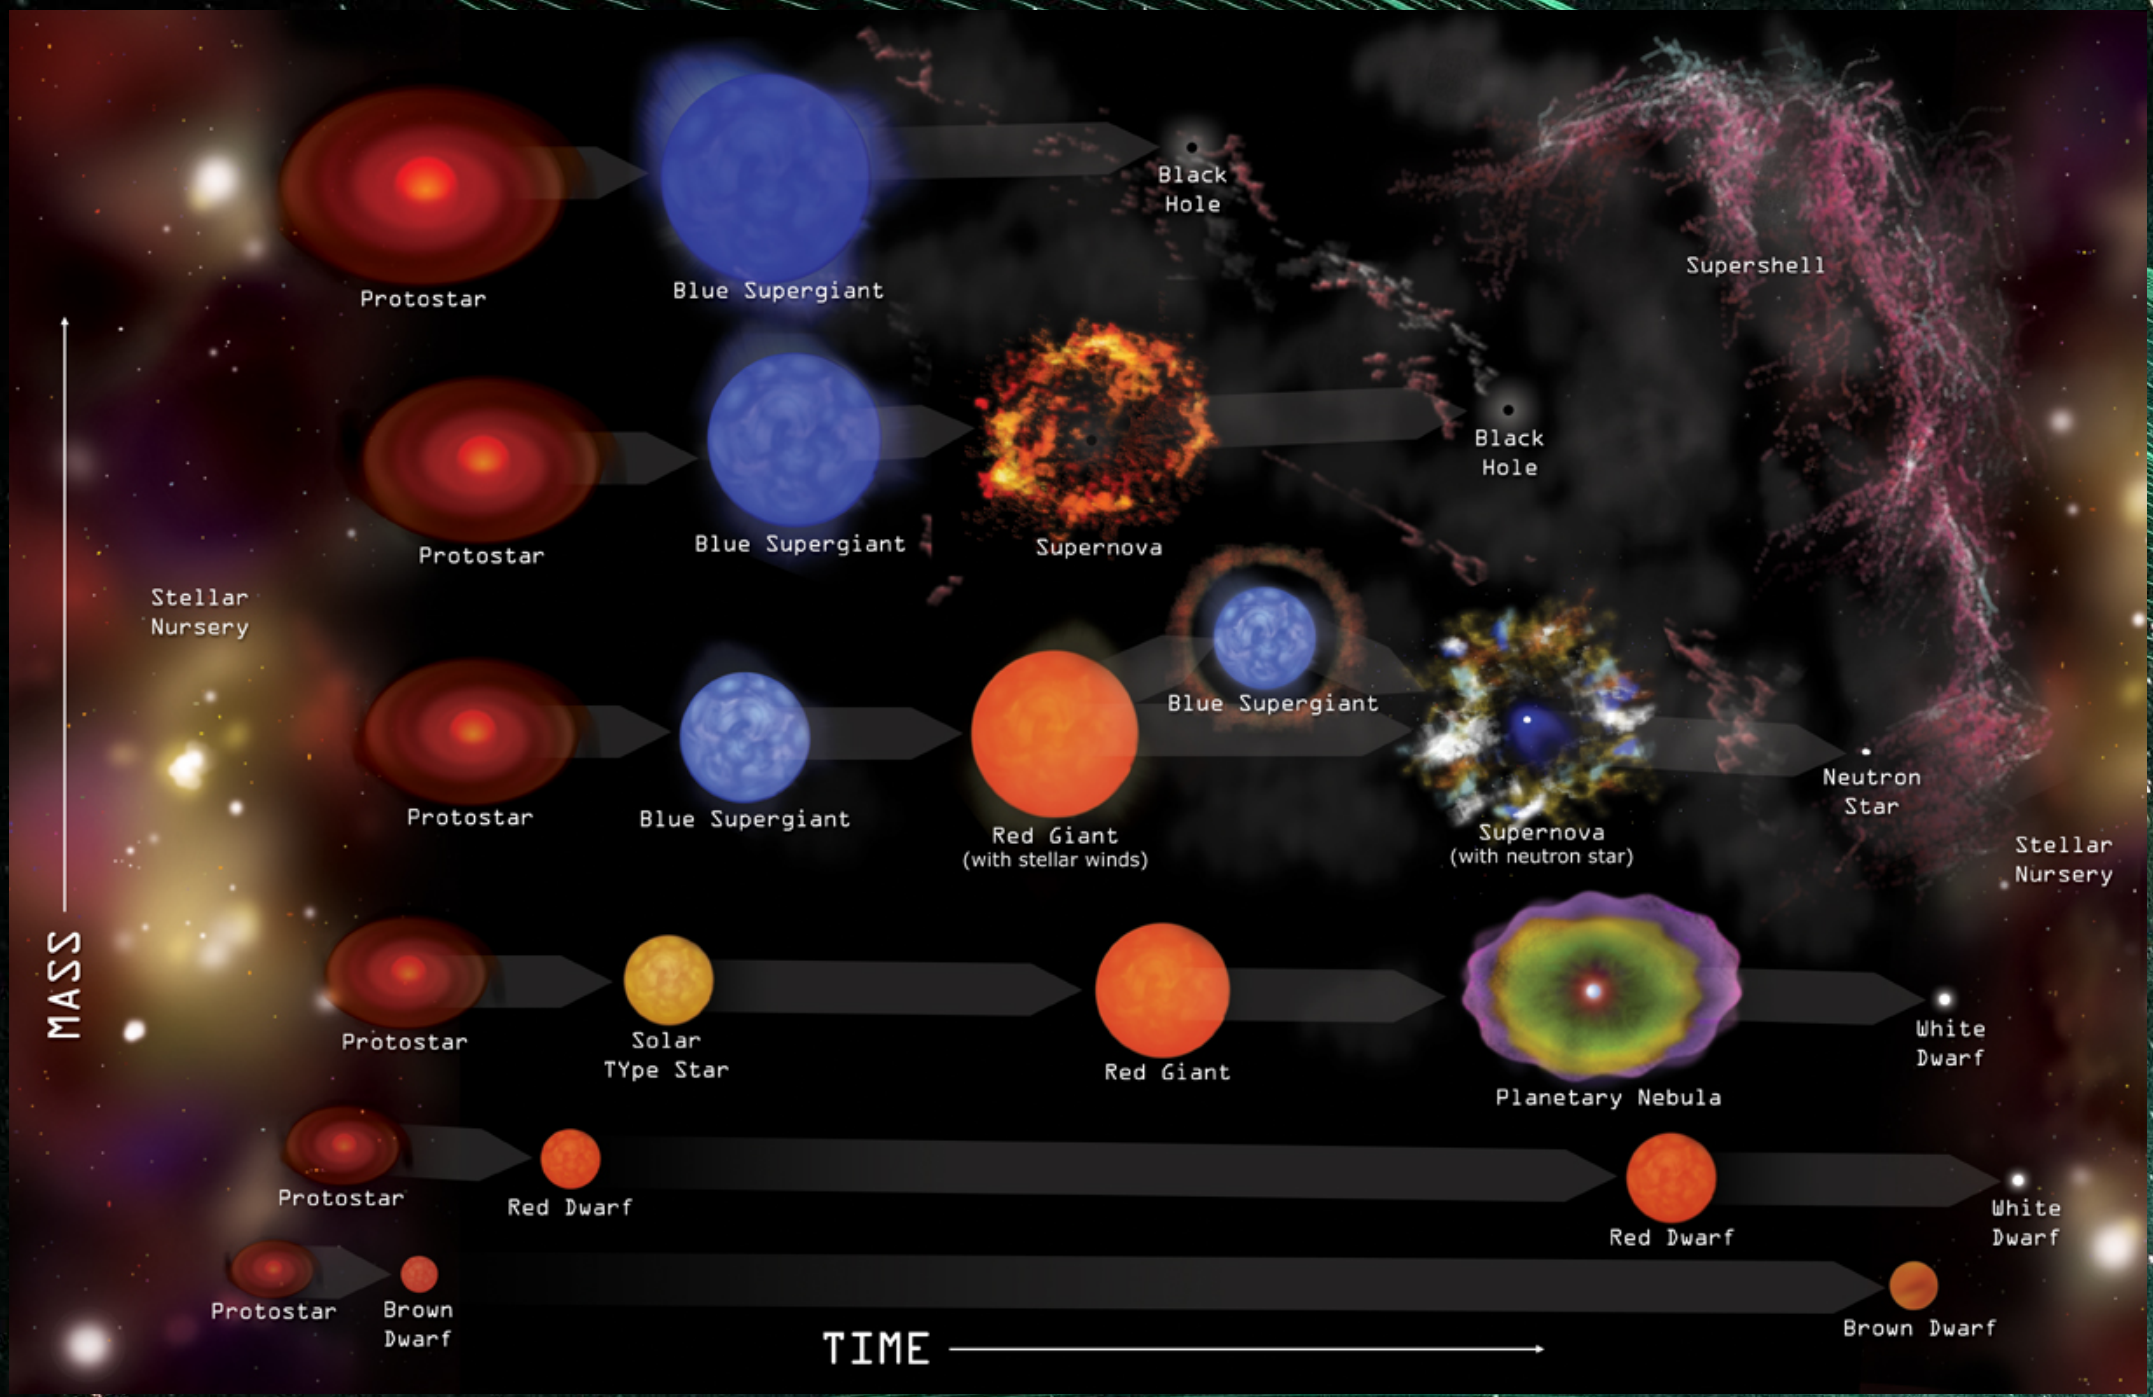 Black
Hole
Supershell
Protostar
Blue Supergiant
Black
Hole
Protostar
Blue Supergiant
Supernova
Stellar
Nursery
Blue Supergiant
Neutron
Star
Protostar
Blue Supergiant
Red Giant
(with stellar winds)
Supernova
(with neutron star)
Stellar
Nursery
MASS
Protostar
Solar
TYpe Star
Red Giant
Planetary Nebula
White
Dwarf
Protostar
Red Dwarf
Red Dwarf
White
Dwarf
Protostar
Brown
Dwarf
Brown Dwarf
TIME